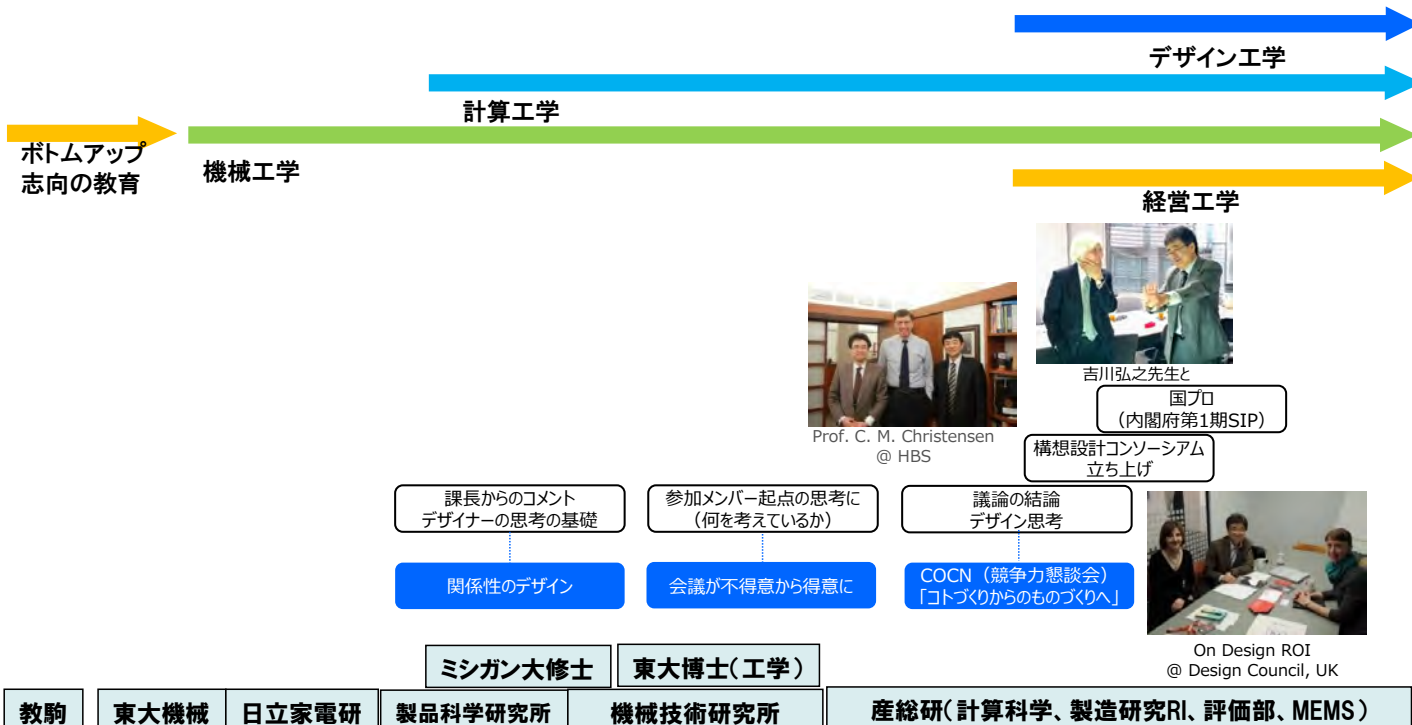 デザイン工学
計算工学
ボトムアップ
志向の教育
機械工学
経営工学
吉川弘之先生と
国プロ
（内閣府第1期SIP）
Prof. C. M. Christensen
@ HBS
構想設計コンソーシアム
立ち上げ
課長からのコメント
デザイナーの思考の基礎
参加メンバー起点の思考に
（何を考えているか）
議論の結論
デザイン思考
関係性のデザイン
会議が不得意から得意に
COCN（競争力懇談会）
「コトづくりからのものづくりへ」
On Design ROI
@ Design Council, UK
ミシガン大修士
東大博士（工学）
教駒
東大機械
日立家電研
製品科学研究所
機械技術研究所
産総研（計算科学、製造研究RI、評価部、MEMS）